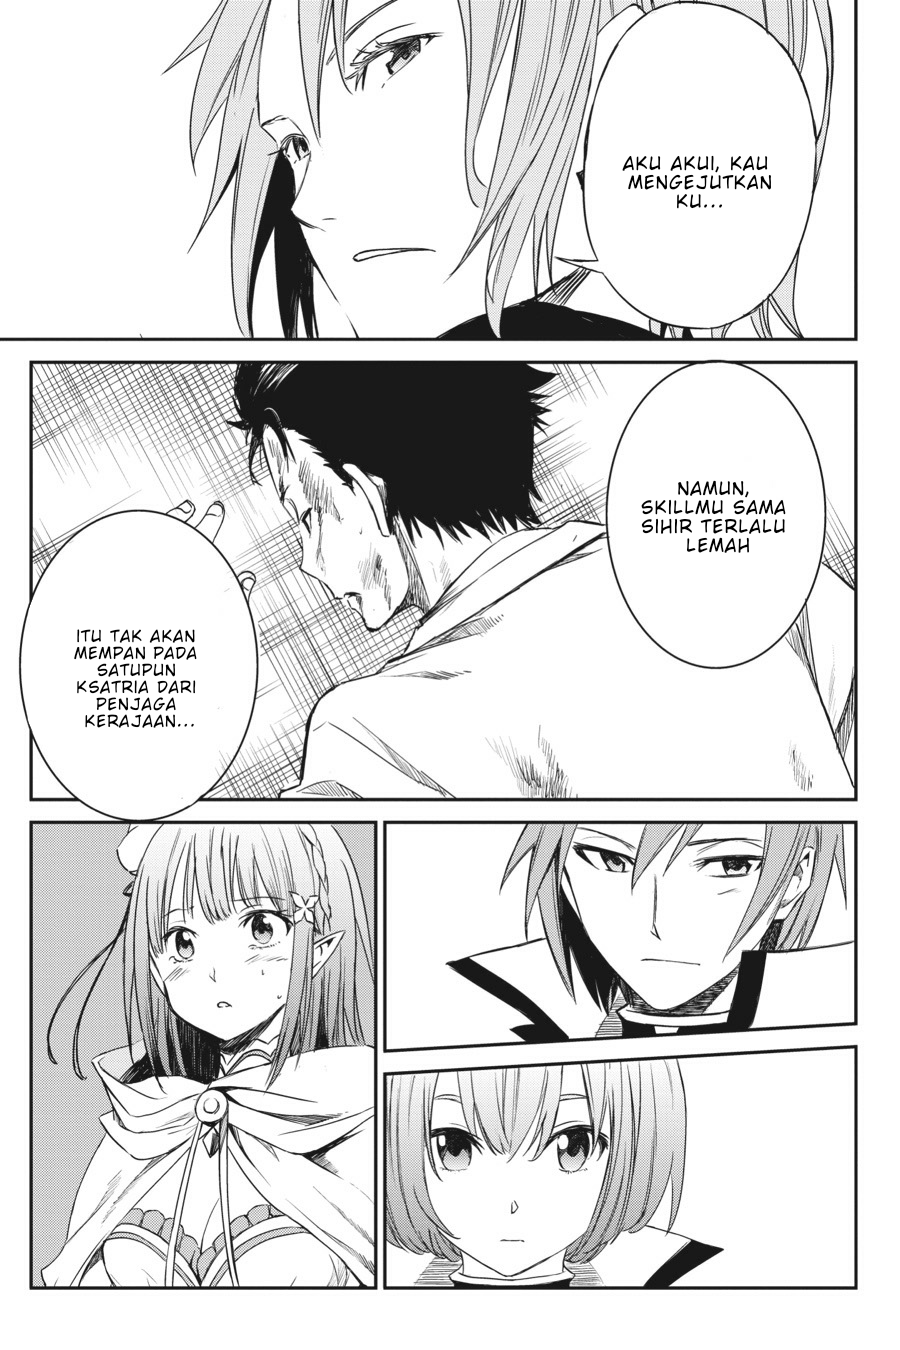 AKU AKUI, KAU
MENGEJUTKAN
KU...
NAMUN,
SKILLMU SAMA
SIHIR TERLALU
LEMAH
ITU TAK AKAN
MEMPAN PADA
SATUPUN
KSATRIA DARI
PENJAGA
KERAJAAN...